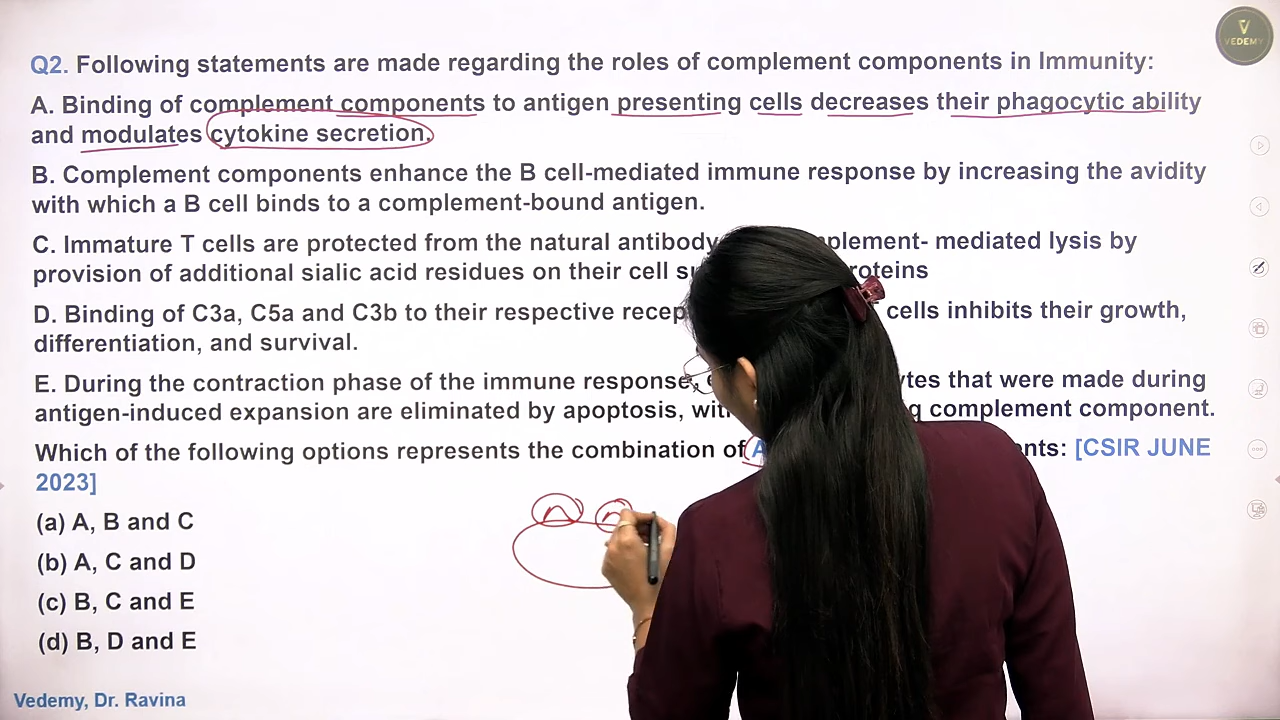 VEDEMY
Q2. Following statements are made regarding the roles of complement components in Immunity:
A. Binding of complement components to antigen presenting cells decreases their phagocytic ability
and modulates cytokine secretion.
B. Complement components enhance the B cell-mediated immune response by increasing the avidity
with which a B cell binds to a complement-bound antigen.
C. Immature T cells are protected from the natural antibody mediated lysis by
provision of additional sialic acid residues on their cell
D. Binding of C3a, C5a and C3b to their respective cells inhibits their growth,
differentiation, and survival.
E. During the contraction phase of the immune response, that were made during
antigen-induced expansion are eliminated by apoptosis, complement component.
Which of the following options represents the combination of [CSIR JUNE
2023]
(a) A, B and C
(b) A, C and D
(c) B, C and E
(d) B, D and E
Vedemy, Dr. Ravina